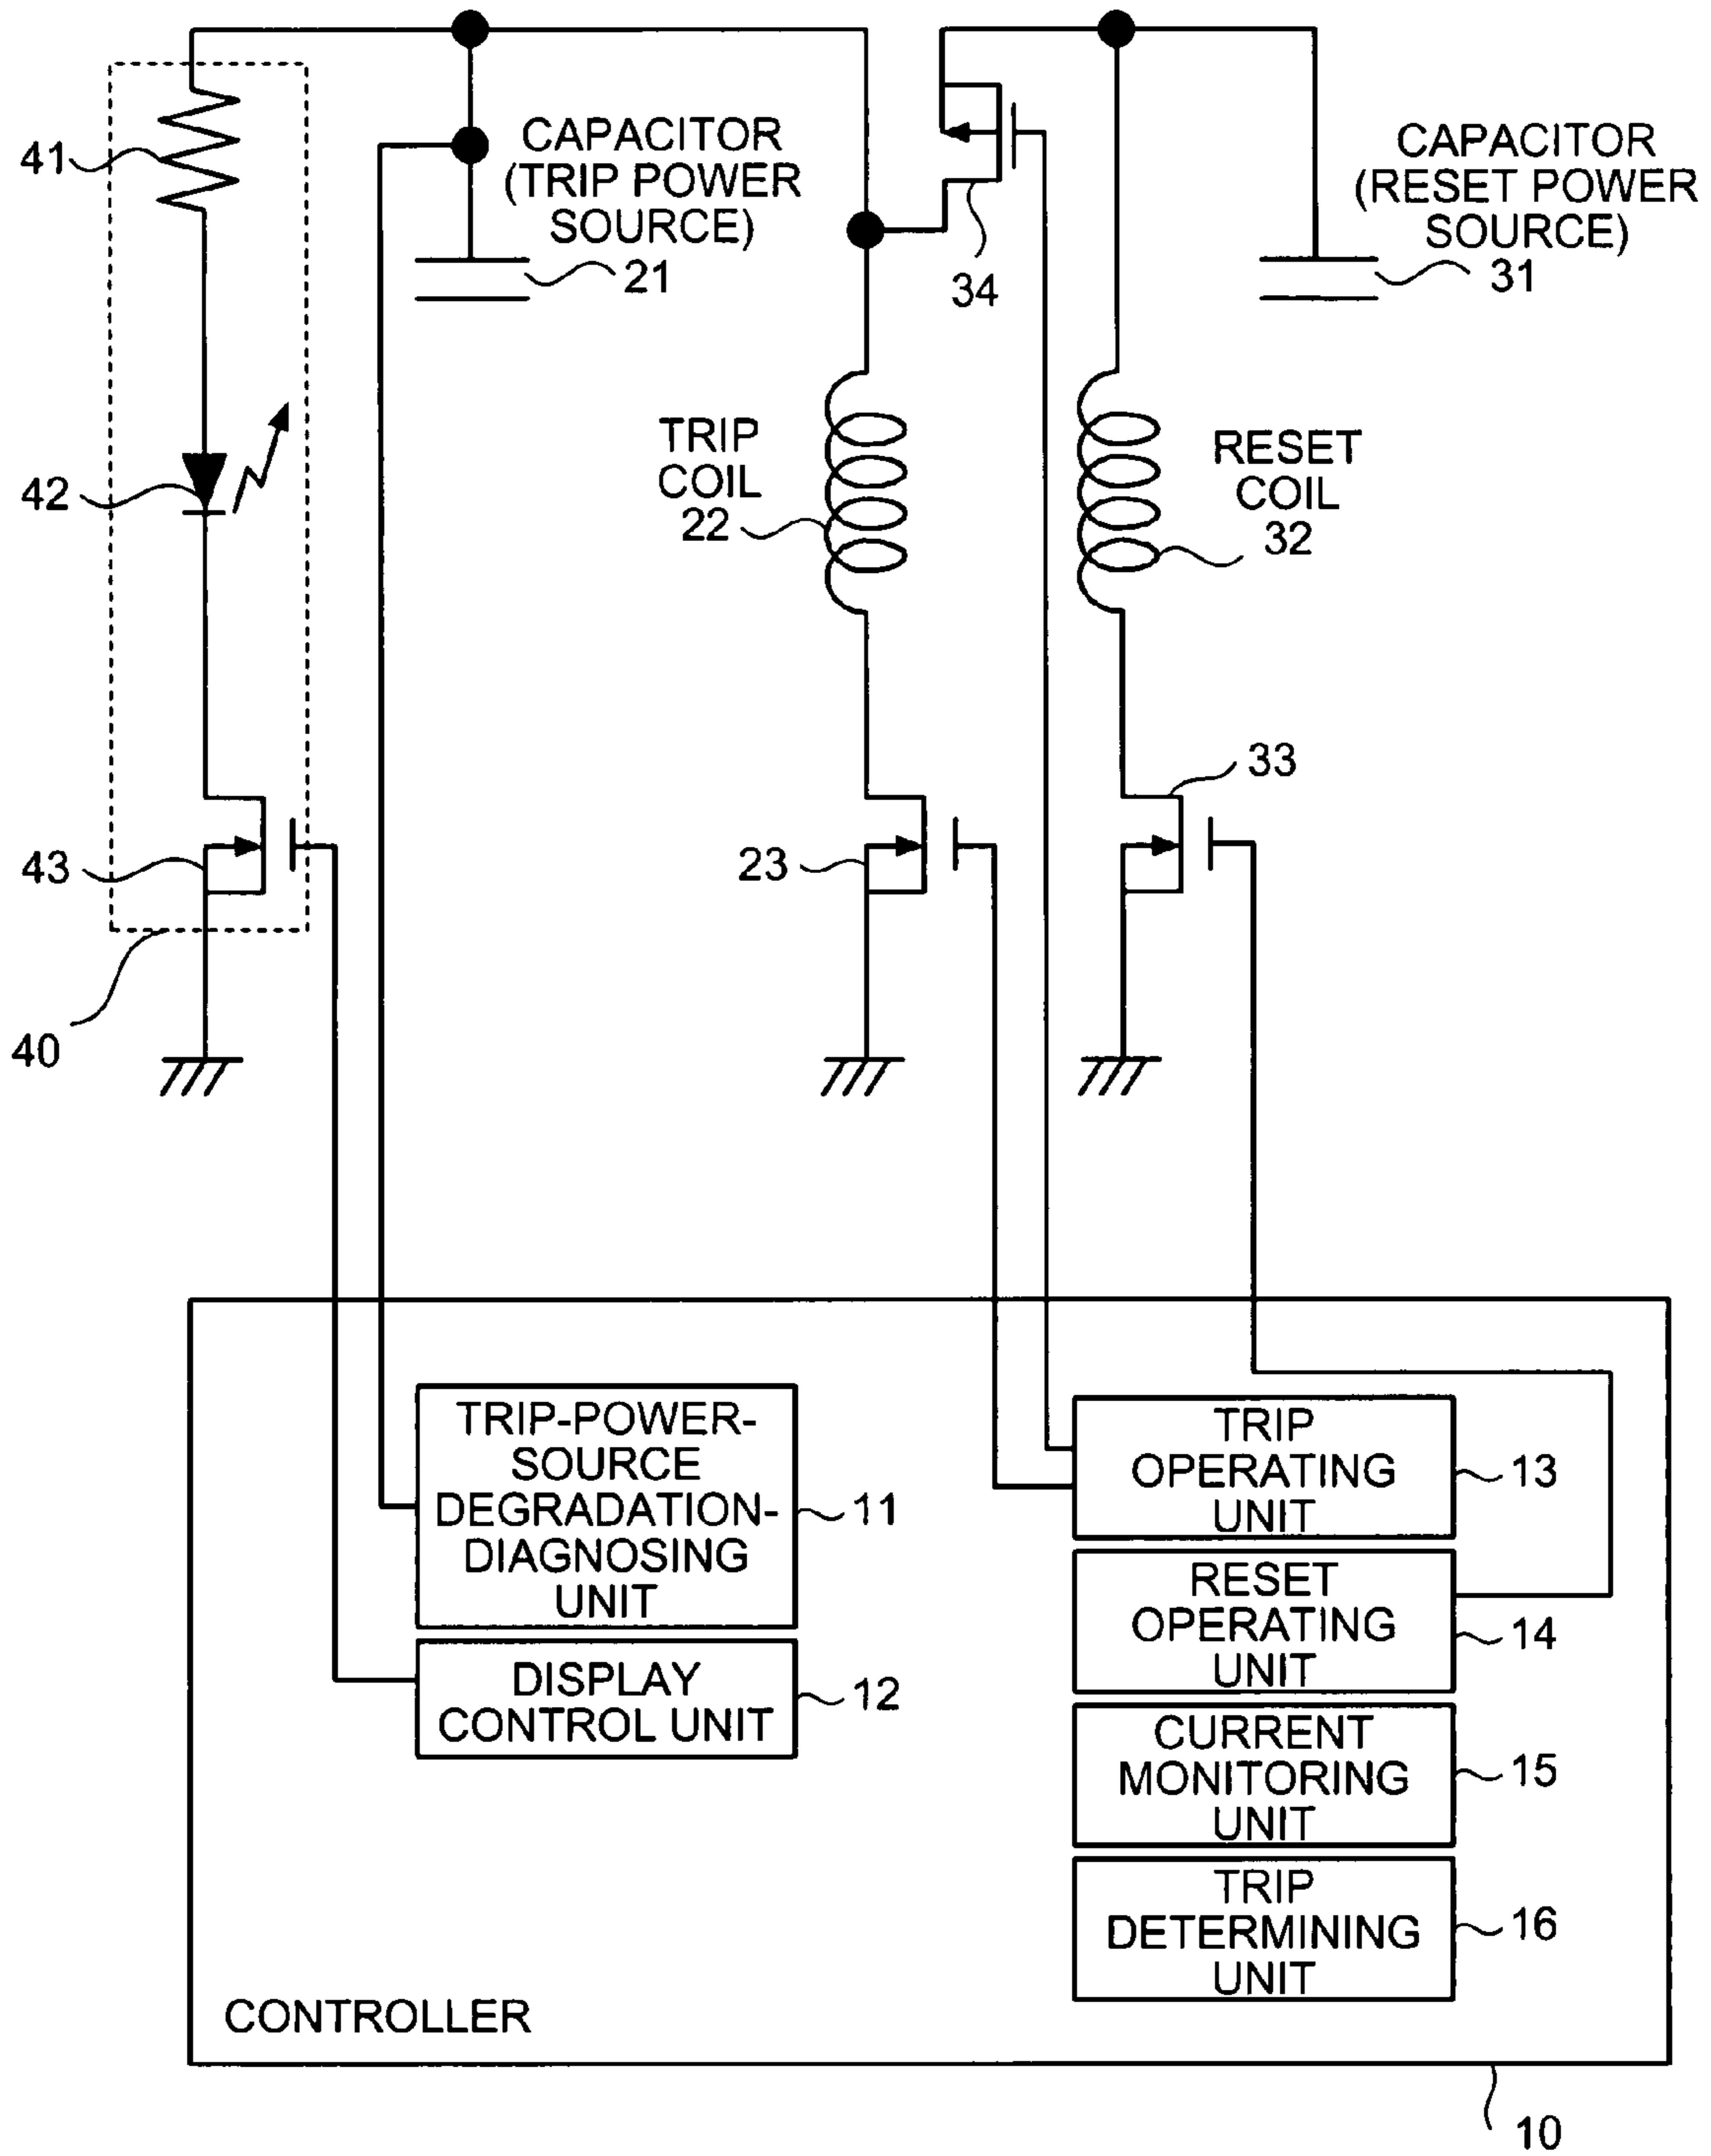 41
CAPACITOR
(TRIP POWER
SOURCE)
21
34
CAPACITOR
(RESET POWER
SOURCE)
31
42
TRIP
COIL
22
RESET
COIL
32
43
23
33
40
TRIP-POWER-
SOURCE
DEGRADATION-
DIAGNOSING
UNIT
11
DISPLAY
CONTROL UNIT
12
TRIP
OPERATING
UNIT
13
RESET
OPERATING
UNIT
14
CURRENT
MONITORING
UNIT
15
TRIP
DETERMINING
UNIT
16
CONTROLLER
10